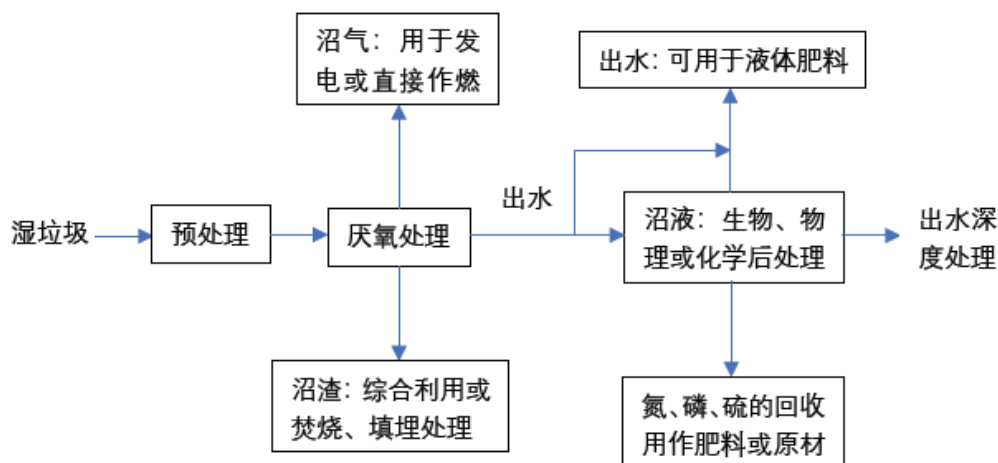 沼气：用于发
电或直接作燃
出水：可用于液体肥料
出水
湿垃圾
预处理
厌氧处理
沼液：生物、物
理或化学后处理
出水深
度处理
沼渣：综合利用或
焚烧、填埋处理
氮、磷、硫的回收
用作肥料或原材